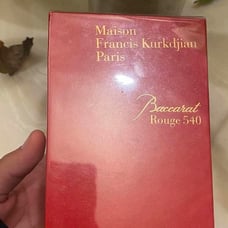 Maison
Francis Kurkdjian
Paris
Baccarat
Rouge 540